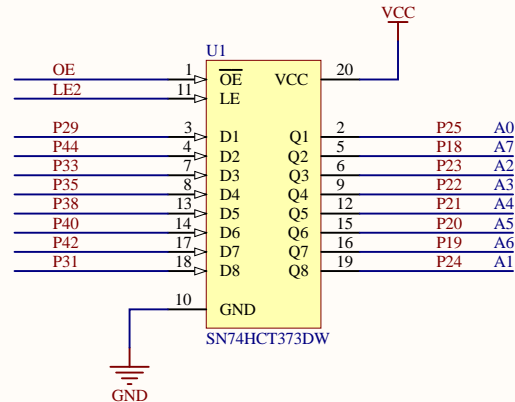 VCC
U1
OE 1 OE VCC 20
LE2 11 LE
P29 3 D1 Q1 2 P25 A0
P44 4 D2 Q2 5 P18 A7
P33 7 D3 Q3 6 P23 A2
P35 8 D4 Q4 9 P22 A3
P38 13 D5 Q5 12 P21 A4
P40 14 D6 Q6 15 P20 A5
P42 17 D7 Q7 16 P19 A6
P31 18 D8 Q8 19 P24 A1
10 GND
SN74HCT373DW
GND